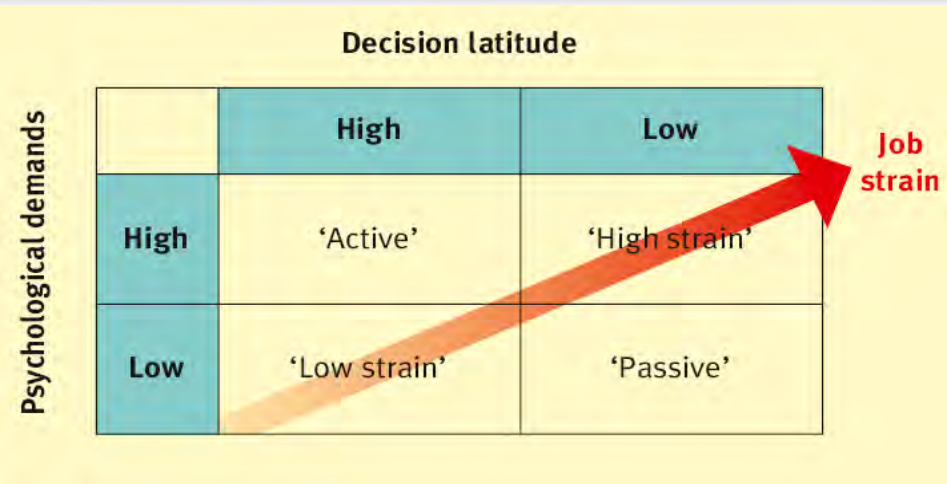 Decision latitude
Psychological demands
High
Low
Job
strain
High
‘Active’
‘High strain’
Low
‘Low strain’
‘Passive’